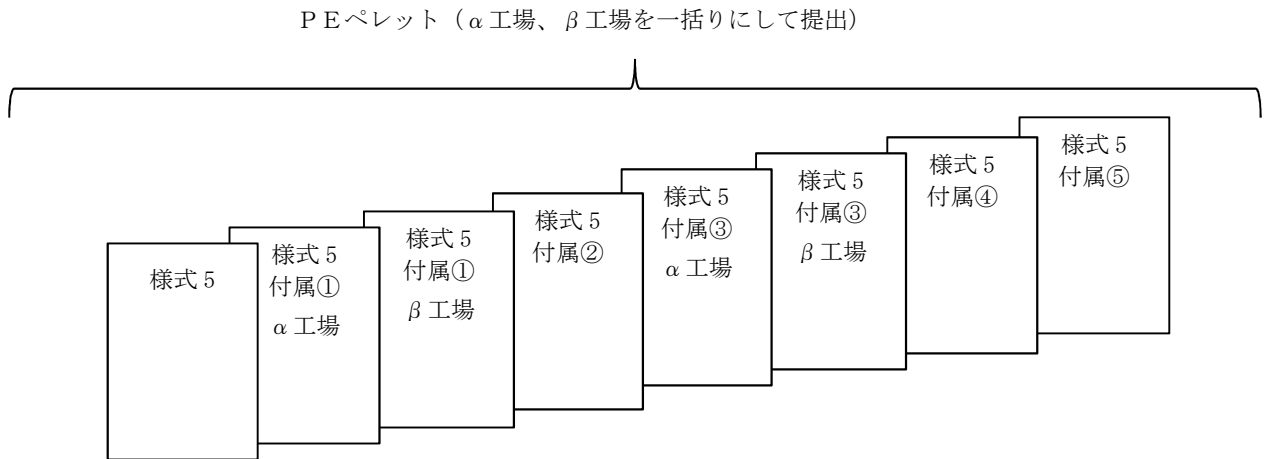 ＰＥペレット（α工場、β工場を一括りにして提出）
様式５
様式５
付属①
α工場
様式５
付属①
β工場
様式５
付属②
様式５
付属③
α工場
様式５
付属③
β工場
様式５
付属④
様式５
付属⑤